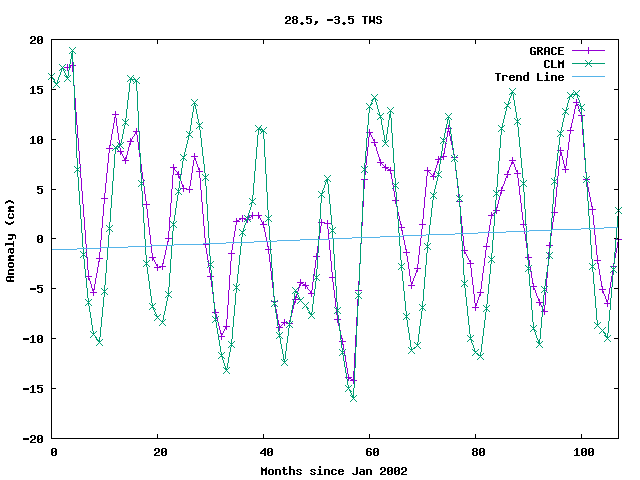 28.5, -3.5 TWS
GRACE
CLM
Trend Line
20
15
10
5
0
-5
-10
-15
-20
Anomaly (cm)
0 20 40 60 80 100
Months since Jan 2002